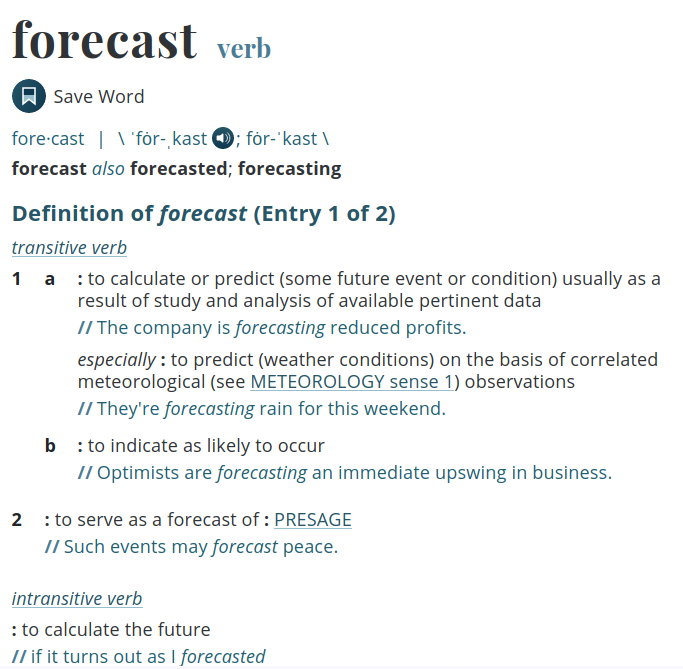 forecast verb
Save Word
fore·cast | \ ˈfȯr-ˌkast ; fȯr-ˈkast \
forecast also forecasted; forecasting
Definition of forecast (Entry 1 of 2)
transitive verb
1 a : to calculate or predict (some future event or condition) usually as a
result of study and analysis of available pertinent data
// The company is forecasting reduced profits.
especially : to predict (weather conditions) on the basis of correlated
meteorological (see METEOROLOGY sense 1) observations
// They're forecasting rain for this weekend.
b : to indicate as likely to occur
// Optimists are forecasting an immediate upswing in business.
2 : to serve as a forecast of : PRESAGE
// Such events may forecast peace.
intransitive verb
: to calculate the future
// if it turns out as I forecasted